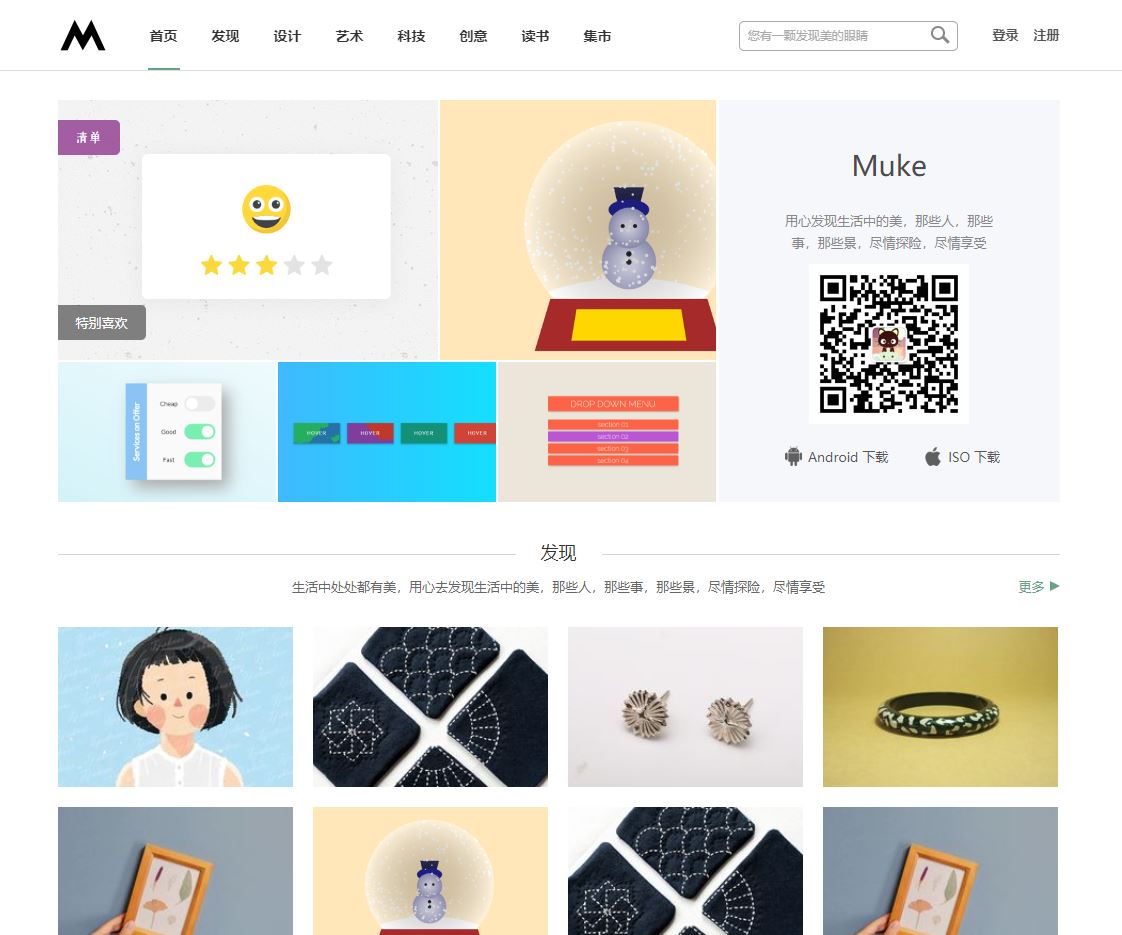 首页 发现 设计 艺术 科技 创意 读书 集市
您有一颗发现美的眼睛
登录 注册
清单
特别喜欢
Muke
用心发现生活中的美，那些人，那些
事，那些景，尽情探险，尽情享受
Android 下载
ISO 下载
Services on Offer
Cheap
Good
Fast
HOVER HOVER HOVER HOVER
DROP DOWN MENU
section 01
section 02
section 03
section 04
发现
生活中处处都有美，用心去发现生活中的美，那些人，那些事，那些景，尽情探险，尽情享受
更多